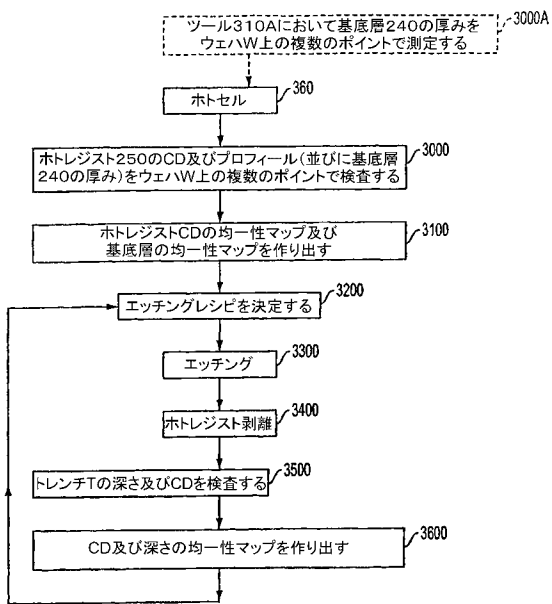 ツール310Aにおいて基底層240の厚みを
ウェハW上の複数のポイントで測定する
3000A
ホトセル
360
ホトレジスト250のCD及びプロフィール(並びに基底層
240の厚み)をウェハW上の複数のポイントで検査する
3000
ホトレジストCDの均一性マップ及び
基底層の均一性マップを作り出す
3100
エッチングレシピを決定する
3200
エッチング
3300
ホトレジスト剥離
3400
トレンチTの深さ及びCDを検査する
3500
CD及び深さの均一性マップを作り出す
3600